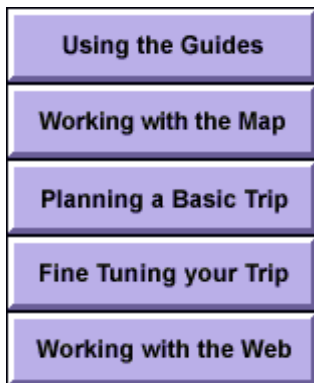 Using the Guides
Working with the Map
Planning a Basic Trip
Fine Tuning your Trip
Working with the Web